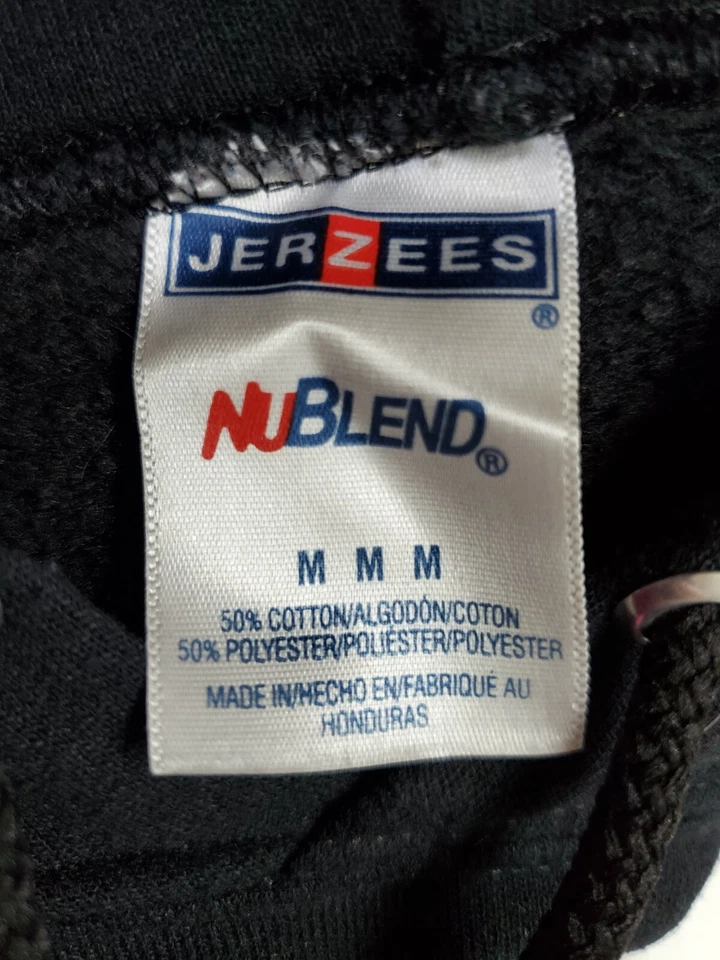 JERZEES
®
NUBLEND®
M M M
50% COTTON/ALGODÓN/COTON
50% POLYESTER/POLIÉSTER/POLYESTER
MADE IN/HECHO EN/FABRIQUÉ AU
HONDURAS